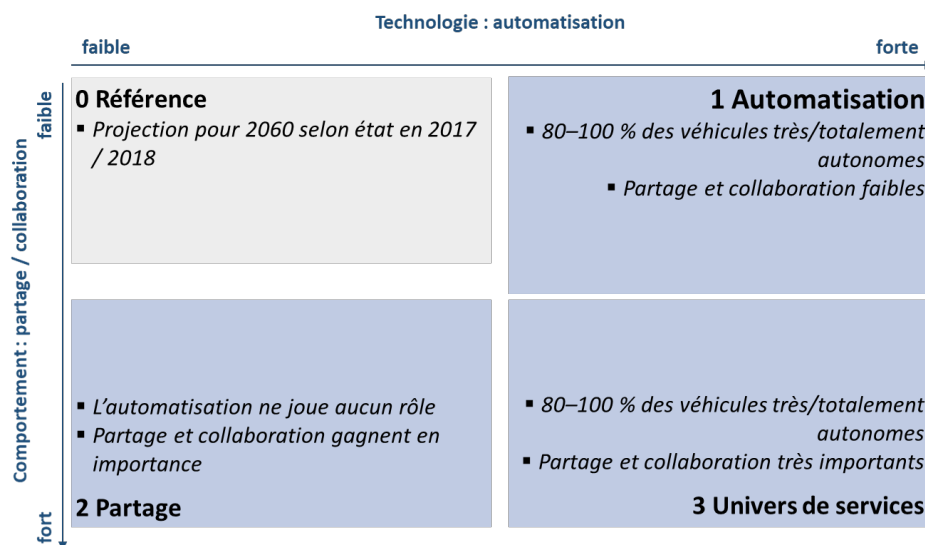 Technologie : automatisation
faible
forte
Comportement : partage / collaboration
faible
fort
0 Référence
▪ Projection pour 2060 selon état en 2017
/ 2018
1 Automatisation
▪ 80–100 % des véhicules très/totalement
autonomes
▪ Partage et collaboration faibles
▪ L’automatisation ne joue aucun rôle
▪ Partage et collaboration gagnent en
importance
2 Partage
▪ 80–100 % des véhicules très/totalement
autonomes
▪ Partage et collaboration très importants
3 Univers de services